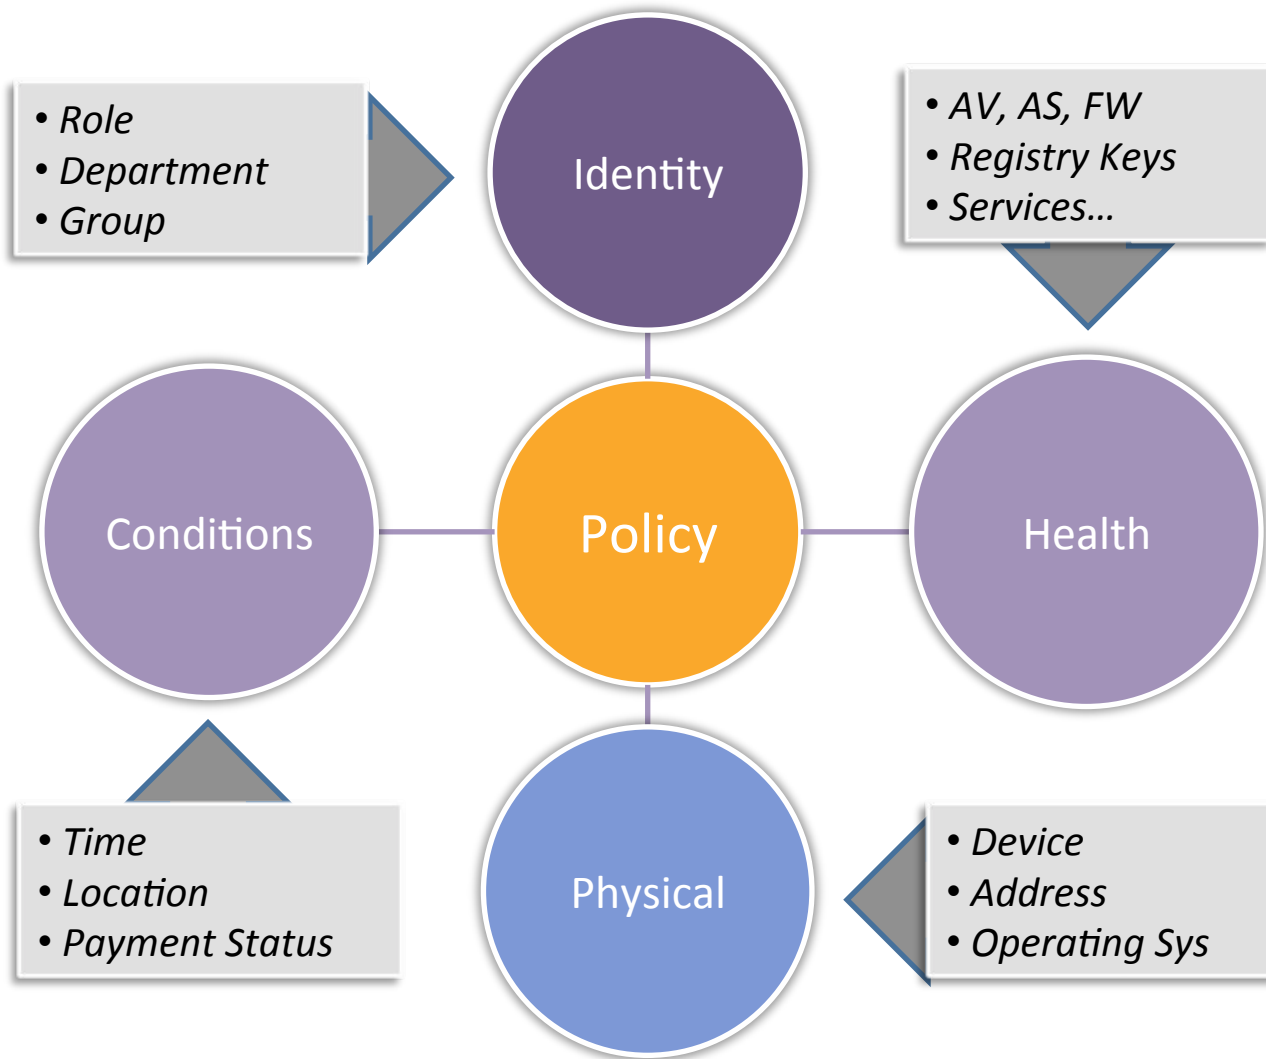 • Role
• Department
• Group
Identity
• AV, AS, FW
• Registry Keys
• Services...
Conditions
Policy
Health
• Time
• Location
• Payment Status
Physical
• Device
• Address
• Operating Sys